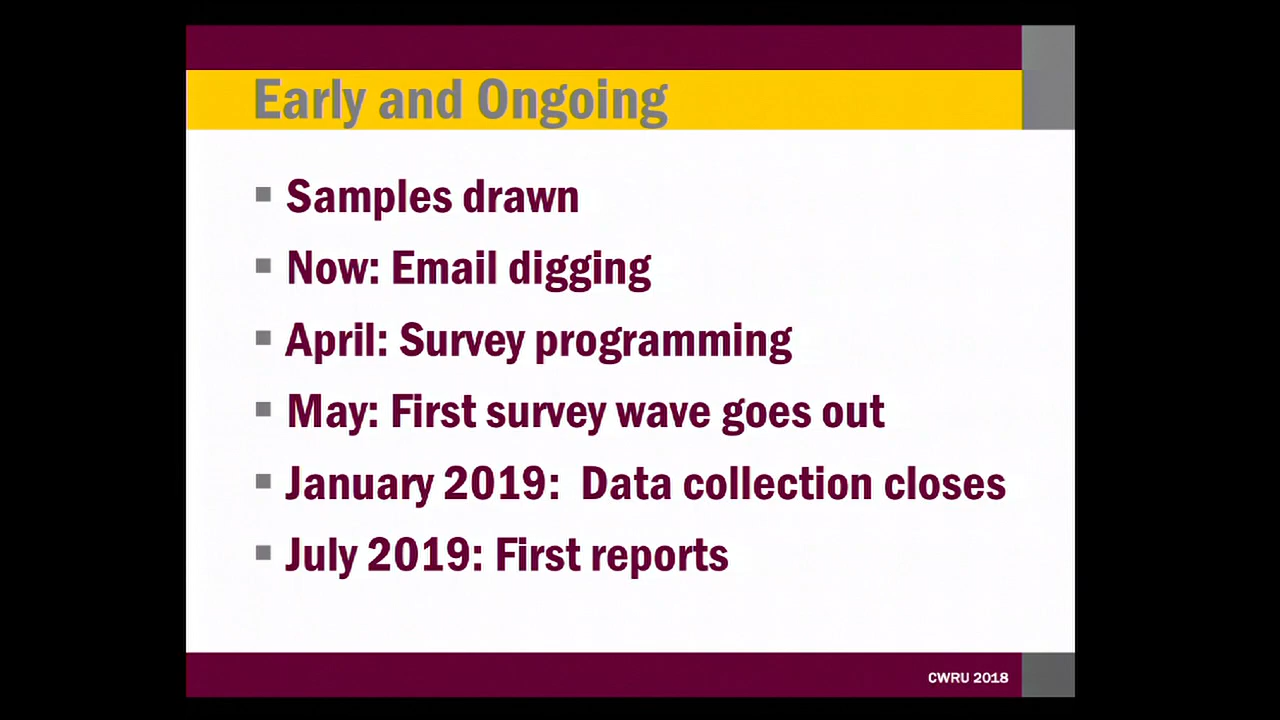 Early and Ongoing
Samples drawn
Now: Email digging
April: Survey programming
May: First survey wave goes out
January 2019: Data collection closes
July 2019: First reports
CWRU 2018